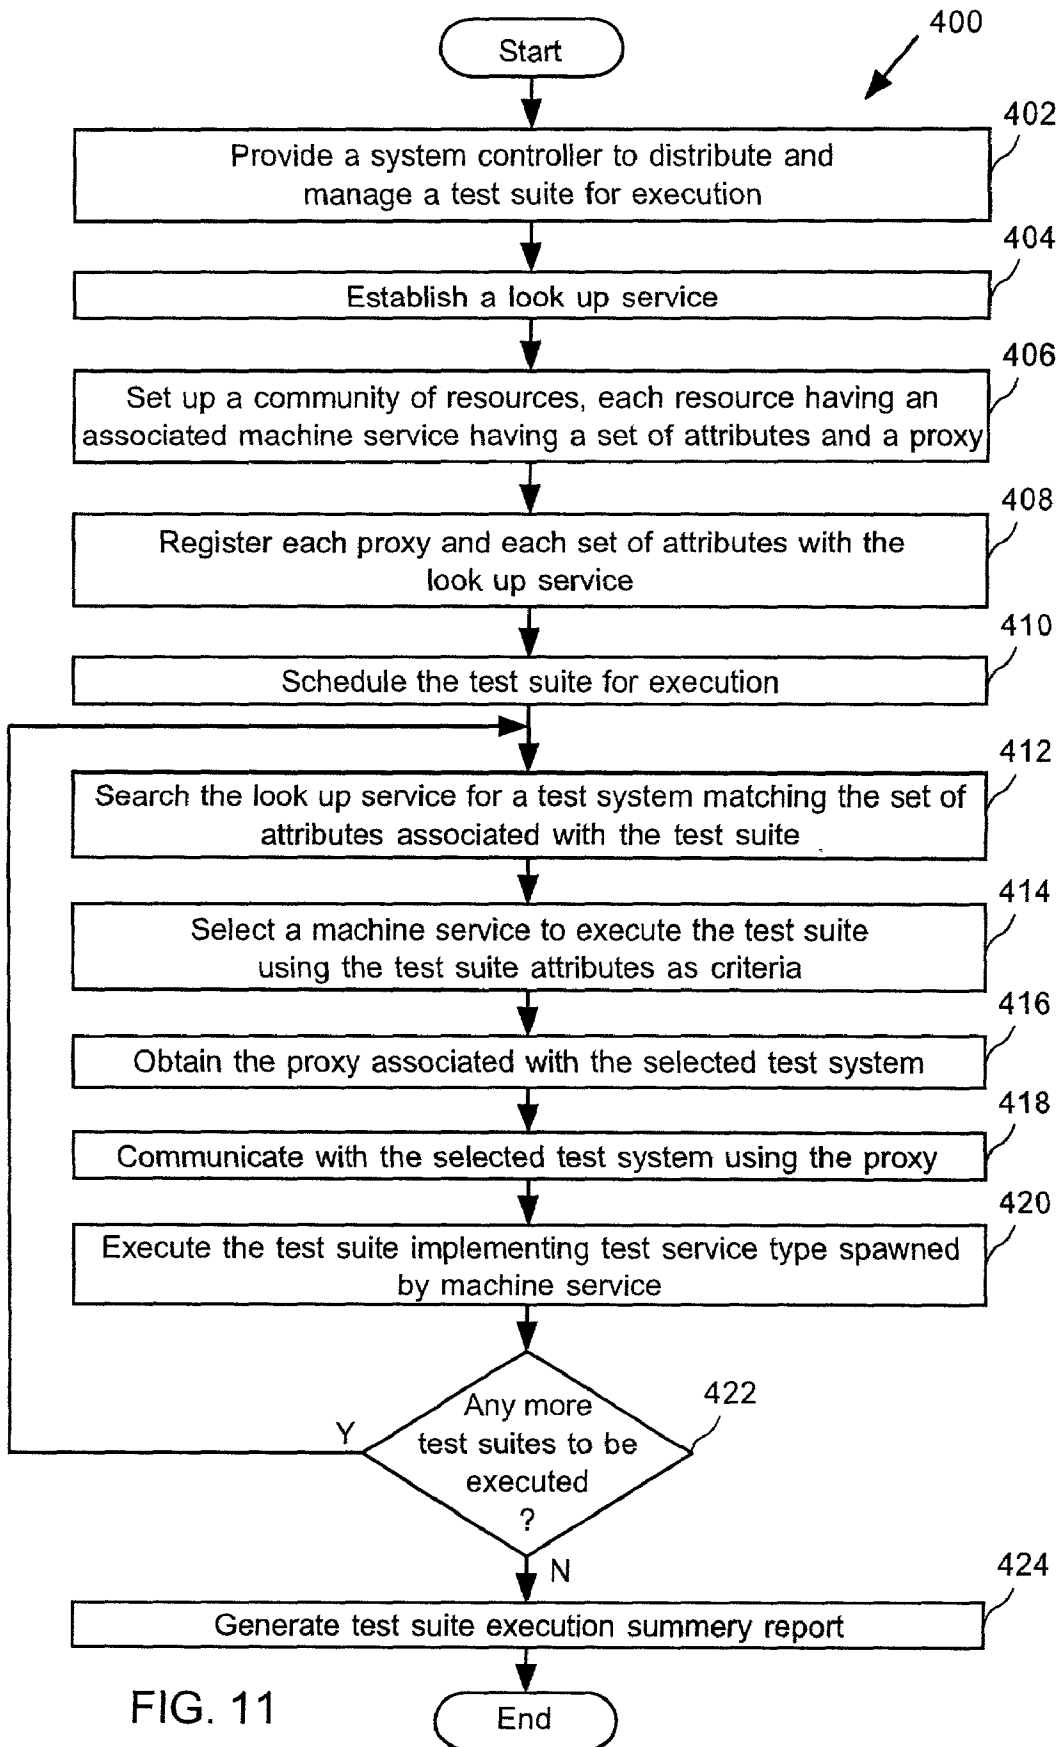 Start
400
402
Provide a system controller to distribute and
manage a test suite for execution
404
Establish a look up service
406
Set up a community of resources, each resource having an
associated machine service having a set of attributes and a proxy
408
Register each proxy and each set of attributes with the
look up service
410
Schedule the test suite for execution
412
Search the look up service for a test system matching the set of
attributes associated with the test suite
414
Select a machine service to execute the test suite
using the test suite attributes as criteria
416
Obtain the proxy associated with the selected test system
418
Communicate with the selected test system using the proxy
420
Execute the test suite implementing test service type spawned
by machine service
422
Any more
test suites to be
executed
?
Y
N
424
Generate test suite execution summery report
End
FIG. 11